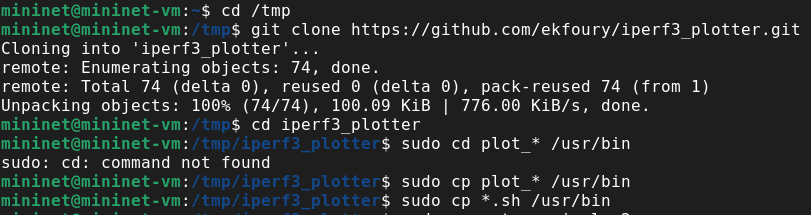 mininet@mininet-vm:~$ cd /tmp
mininet@mininet-vm:/tmp$ git clone https://github.com/ekfoury/iperf3_plotter.git
Cloning into 'iperf3_plotter'...
remote: Enumerating objects: 74, done.
remote: Total 74 (delta 0), reused 0 (delta 0), pack-reused 74 (from 1)
Unpacking objects: 100% (74/74), 100.09 KiB | 776.00 KiB/s, done.
mininet@mininet-vm:/tmp$ cd iperf3_plotter
mininet@mininet-vm:/tmp/iperf3_plotter$ sudo cd plot_* /usr/bin
sudo: cd: command not found
mininet@mininet-vm:/tmp/iperf3_plotter$ sudo cp plot_* /usr/bin
mininet@mininet-vm:/tmp/iperf3_plotter$ sudo cp *.sh /usr/bin